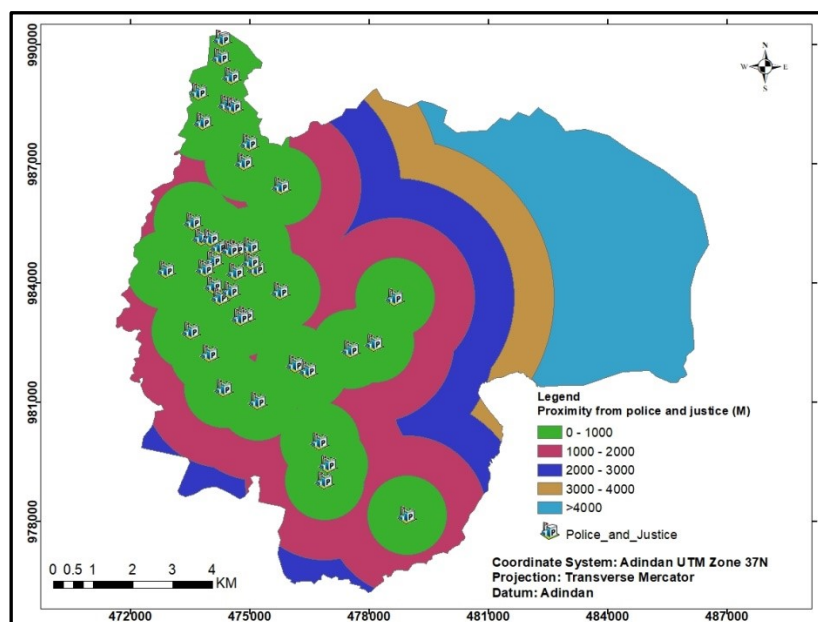 990000
987000
984000
981000
978000
N
W E
S
Legend
Proximity from police and justice (M)
0 - 1000
1000 - 2000
2000 - 3000
3000 - 4000
>4000
Police_and_Justice
Coordinate System: Adindan UTM Zone 37N
Projection: Transverse Mercator
Datum: Adindan
0 0.5 1 2 3 4
KM
472000 475000 478000 481000 484000 487000